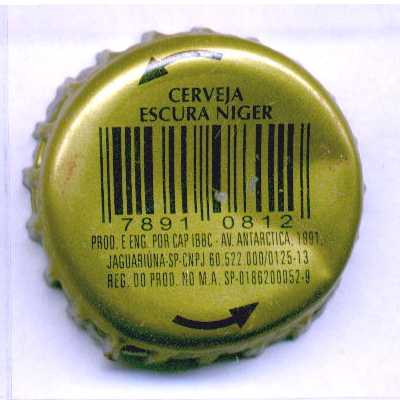 CERVEJA
ESCURA NIGER
7891 0812
PROD. E ENG. POR CAP IBBC - AV. ANTARCTICA, 1891,
JAGUARIÚNA-SP-CNPJ 60.522.000/0125-13
REG. DO PROD. NO M.A. SP-0186200052-9